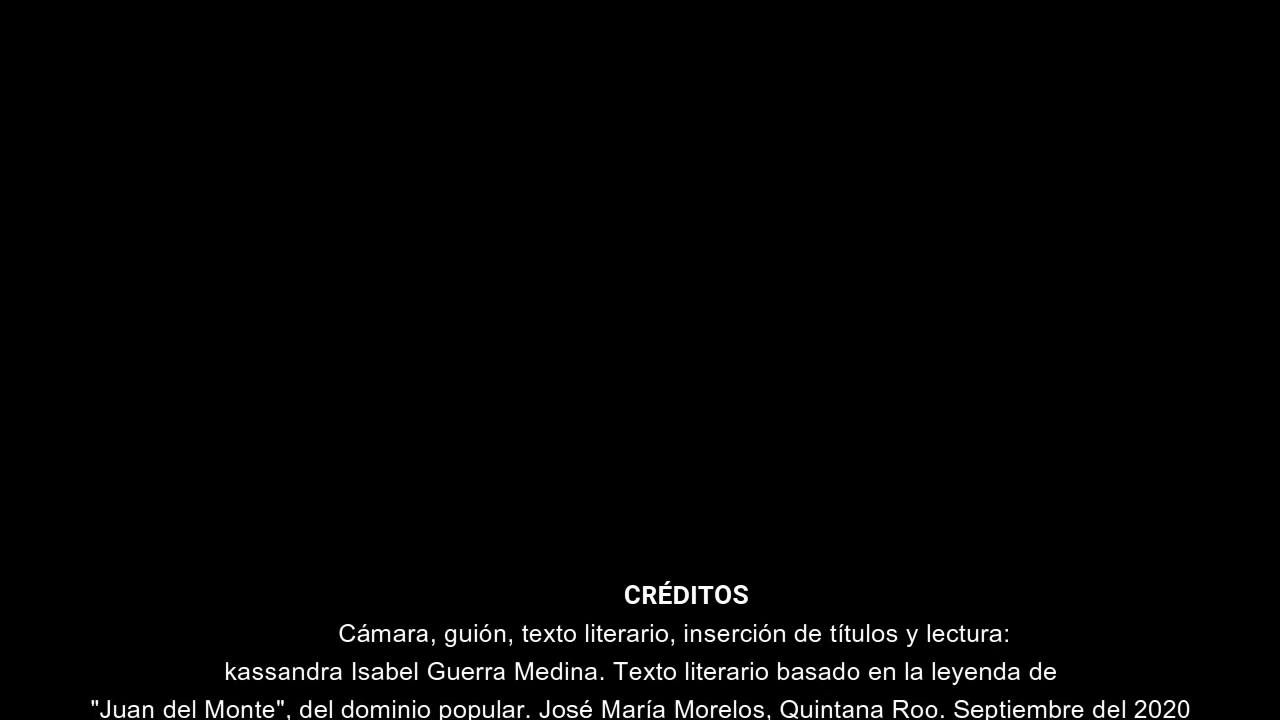 CRÉDITOS
Cámara, guión, texto literario, inserción de títulos y lectura:
kassandra Isabel Guerra Medina. Texto literario basado en la leyenda de
"Juan del Monte", del dominio popular. José María Morelos, Quintana Roo. Septiembre del 2020